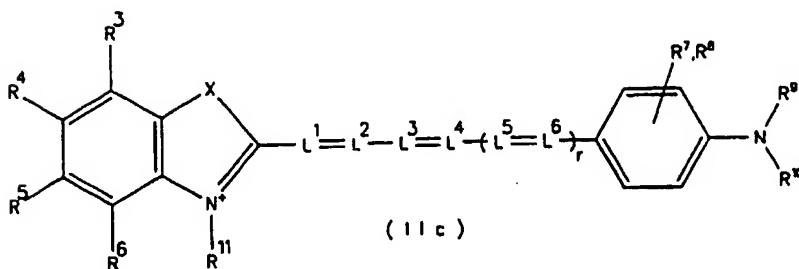 R³
R⁴ X R⁷,R⁸ R⁹
L¹=L²-L³=L⁴-(L⁵=L⁶)r N
R⁵ N⁺ R¹⁰
R⁶ R¹¹
(IIc)